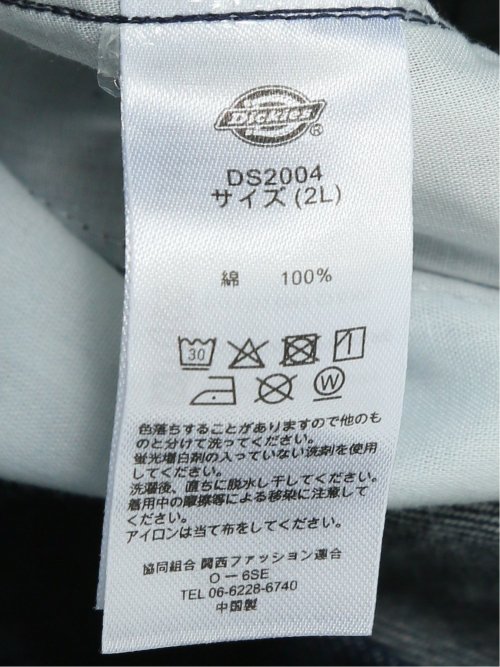 Dickies
®
DS2004
サイズ (2L)
綿 100%
30
W
色落ちすることがありますので他のも
のと分けて洗ってください。
蛍光増白剤の入っていない洗剤を使用
してください。
洗濯後、直ちに脱水し干してください。
着用中の摩擦等による移染に注意して
ください。
アイロンは当て布をしてください。
協同組合 関西ファッション連合
O－6SE
TEL 06-6228-6740
中国製